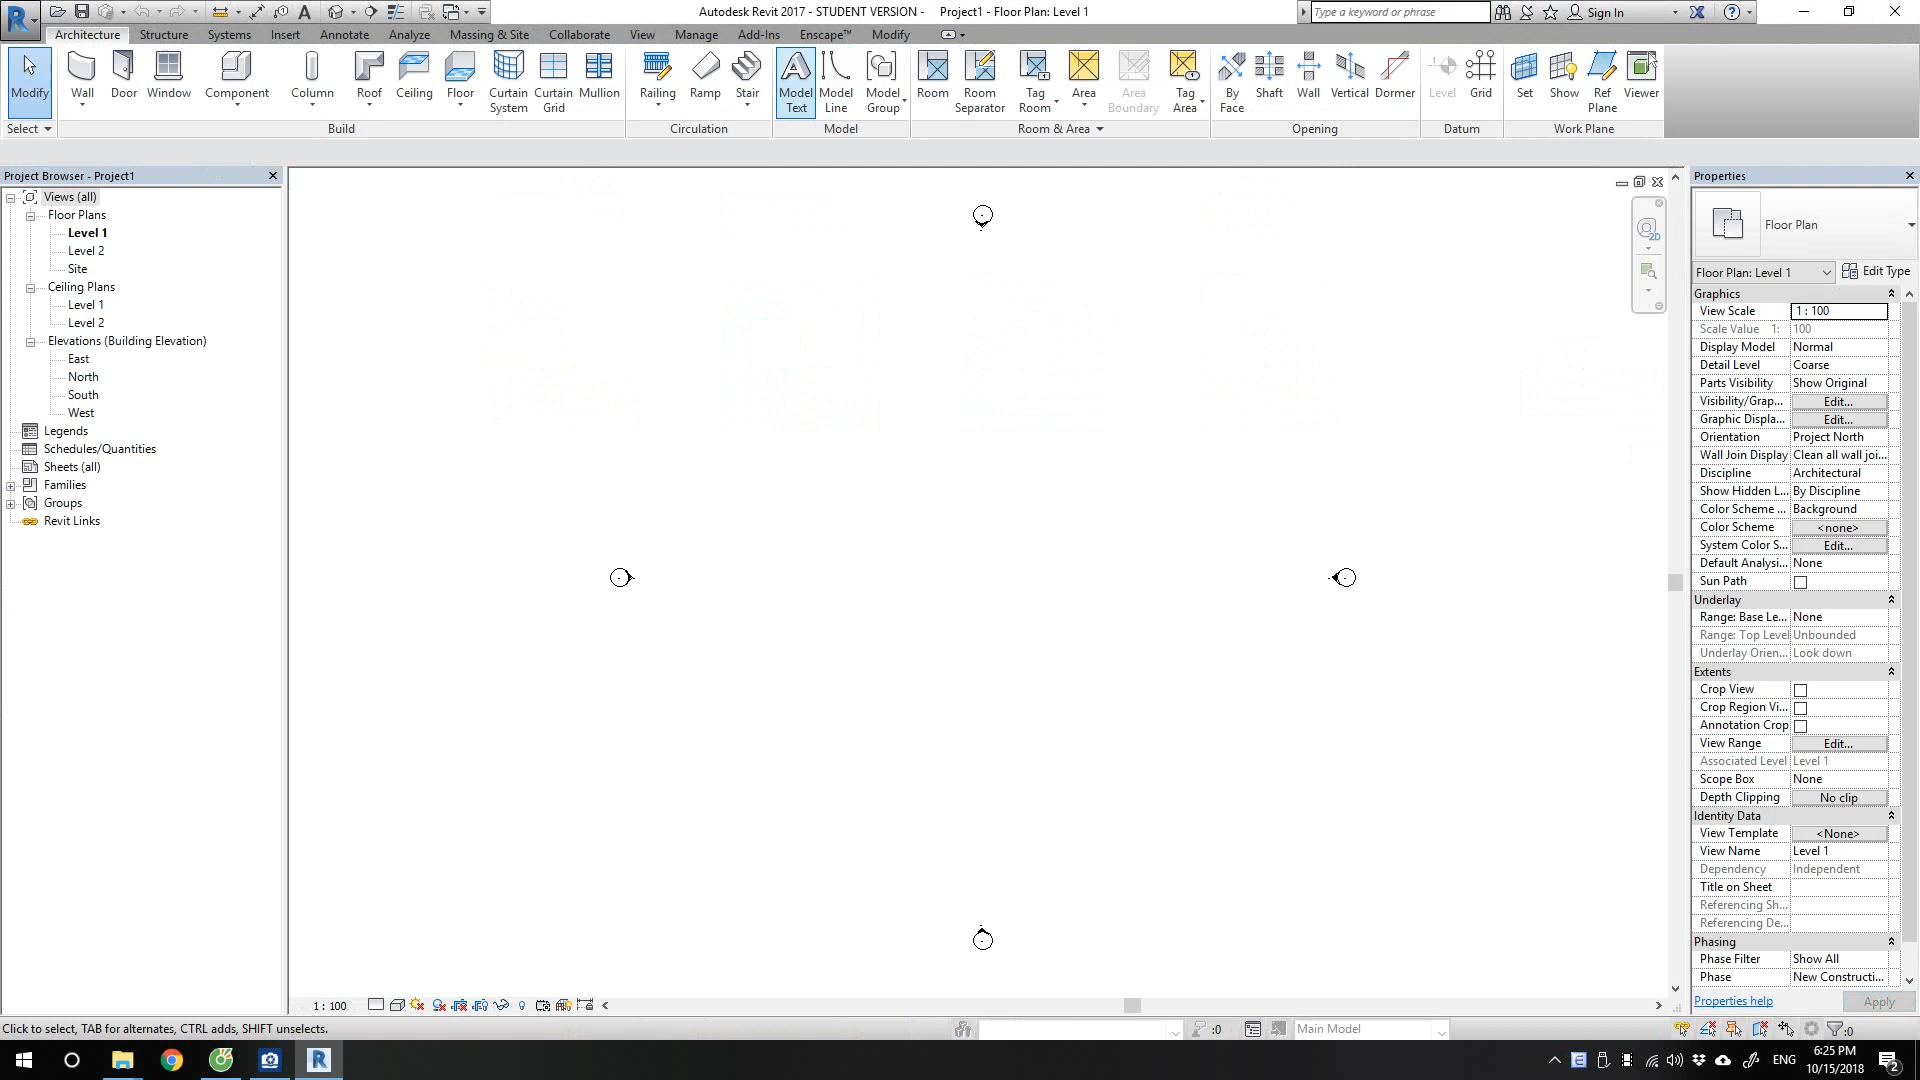 Autodesk Revit 2017 - STUDENT VERSION -    Project1 - Floor Plan: Level 1
Type a keyword or phrase
Sign In
Architecture Structure Systems Insert Annotate Analyze Massing & Site Collaborate View Manage Add-Ins Enscape™ Modify
Modify Wall Door Window Component Column Roof Ceiling Floor Curtain System Curtain Grid Mullion Railing Ramp Stair Model Text Model Line Model Group Room Room Separator Tag Room Area Area Boundary Tag Area By Face Shaft Wall Vertical Dormer Level Grid Set Show Ref Plane Viewer
Select Build Circulation Model Room & Area Opening Datum Work Plane
Project Browser - Project1
Views (all)
Floor Plans
Level 1
Level 2
Site
Ceiling Plans
Level 1
Level 2
Elevations (Building Elevation)
East
North
South
West
Legends
Schedules/Quantities
Sheets (all)
Families
Groups
Revit Links
2D
Properties
Floor Plan
Floor Plan: Level 1 Edit Type
Graphics
View Scale 1 : 100
Scale Value 1: 100
Display Model Normal
Detail Level Coarse
Parts Visibility Show Original
Visibility/Grap... Edit...
Graphic Displa... Edit...
Orientation Project North
Wall Join Display Clean all wall joi...
Discipline Architectural
Show Hidden L... By Discipline
Color Scheme ... Background
Color Scheme <none>
System Color S... Edit...
Default Analysi... None
Sun Path
Underlay
Range: Base Le... None
Range: Top Level Unbounded
Underlay Orien... Look down
Extents
Crop View
Crop Region Vi...
Annotation Crop
View Range Edit...
Associated Level Level 1
Scope Box None
Depth Clipping No clip
Identity Data
View Template <None>
View Name Level 1
Dependency Independent
Title on Sheet
Referencing Sh...
Referencing De...
Phasing
Phase Filter Show All
Phase New Constructi...
Properties help Apply
1 : 100
Click to select, TAB for alternates, CTRL adds, SHIFT unselects.
:0
Main Model
:0
ENG
6:25 PM
10/15/2018
2